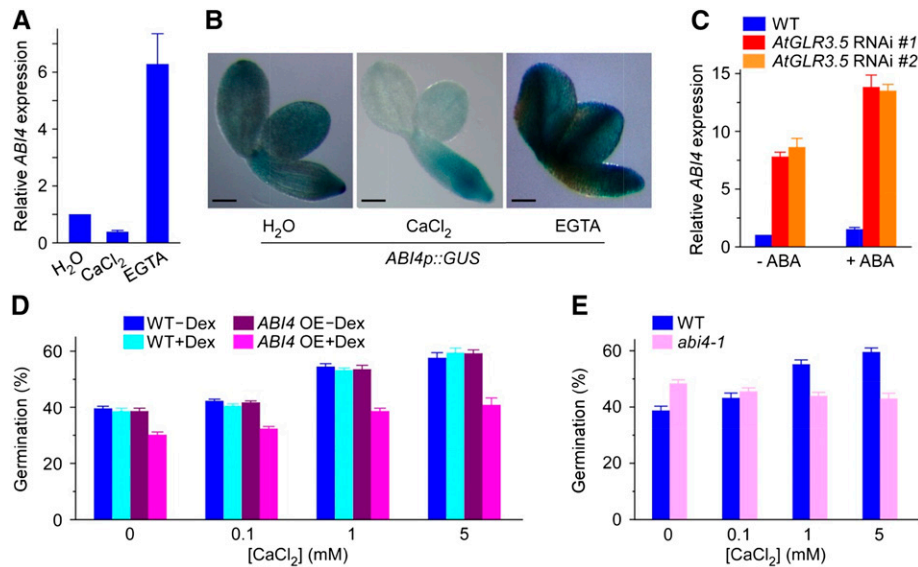 A
Relative ABI4 expression
6
4
2
0
H₂O
CaCl₂
EGTA
B
H₂O
CaCl₂
EGTA
ABI4p::GUS
C
WT
AtGLR3.5 RNAi #1
AtGLR3.5 RNAi #2
Relative ABI4 expression
15
10
5
0
- ABA
+ ABA
D
WT−Dex
ABI4 OE−Dex
WT+Dex
ABI4 OE+Dex
Germination (%)
60
40
20
0
0
0.1
1
5
[CaCl₂] (mM)
E
WT
abi4-1
Germination (%)
60
40
20
0
0
0.1
1
5
[CaCl₂] (mM)